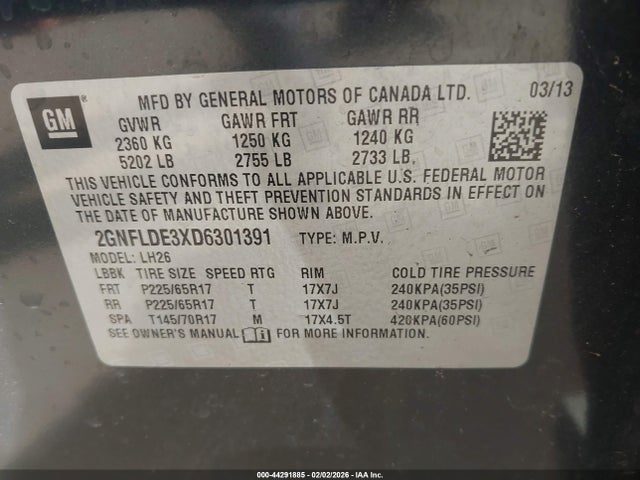 GM
MFD BY GENERAL MOTORS OF CANADA LTD. 03/13
GVWR GAWR FRT GAWR RR
2360 KG 1250 KG 1240 KG
5202 LB 2755 LB 2733 LB.
THIS VEHICLE CONFORMS TO ALL APPLICABLE U.S. FEDERAL MOTOR
VEHICLE SAFETY AND THEFT PREVENTION STANDARDS IN EFFECT ON
THE DATE OF MANUFACTURE SHOWN ABOVE.
2GNFLDE3XD6301391 TYPE: M.P.V.
MODEL: LH26
LBBK TIRE SIZE SPEED RTG RIM COLD TIRE PRESSURE
FRT P225/65R17 T 17X7J 240KPA(35PSI)
RR P225/65R17 T 17X7J 240KPA(35PSI)
SPA T145/70R17 M 17X4.5T 420KPA(60PSI)
SEE OWNER'S MANUAL FOR MORE INFORMATION.
000-44291885 - 02/02/2026 - IAA Inc.